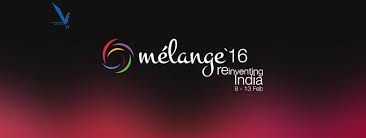 mélange`16
reinventing
India
8 - 13 Feb